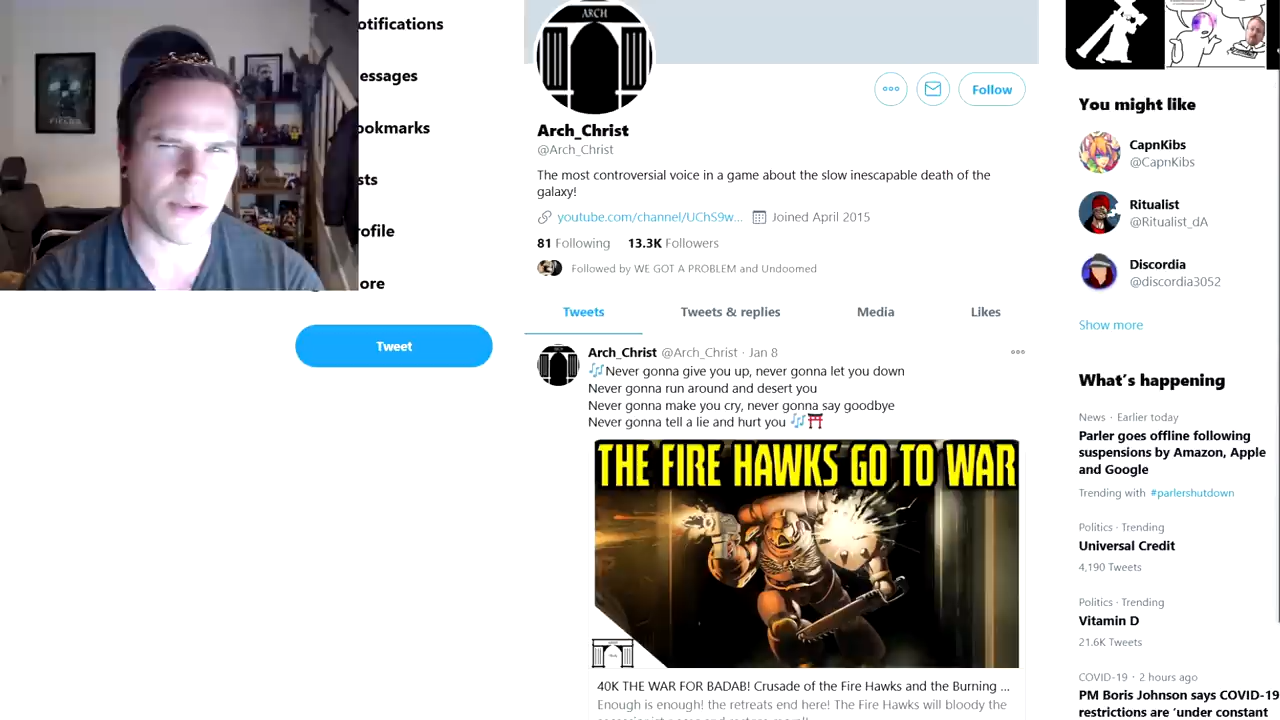 otifications
essages
ookmarks
sts
rofile
ore
Tweet
ARCH
Follow
Arch_Christ
@Arch_Christ
The most controversial voice in a game about the slow inescapable death of the
galaxy!
youtube.com/channel/UChS9w...
Joined April 2015
81 Following 13.3K Followers
Followed by WE GOT A PROBLEM and Undoomed
Tweets
Tweets & replies
Media
Likes
Arch_Christ @Arch_Christ · Jan 8
🎶Never gonna give you up, never gonna let you down
Never gonna run around and desert you
Never gonna make you cry, never gonna say goodbye
Never gonna tell a lie and hurt you 🎶⛩️
THE FIRE HAWKS GO TO WAR
40K THE WAR FOR BADAB! Crusade of the Fire Hawks and the Burning ...
Enough is enough! the retreats end here! The Fire Hawks will bloody the
You might like
CapnKibs
@CapnKibs
Ritualist
@Ritualist_dA
Discordia
@discordia3052
Show more
What's happening
News · Earlier today
Parler goes offline following
suspensions by Amazon, Apple
and Google
Trending with #parlershutdown
Politics · Trending
Universal Credit
4,190 Tweets
Politics · Trending
Vitamin D
21.6K Tweets
COVID-19 · 2 hours ago
PM Boris Johnson says COVID-19
restrictions are 'under constant